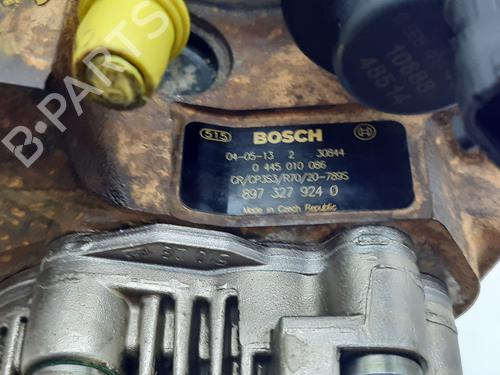 B-PARTS
515 BOSCH
04-05-13 2 30844
0 445 010 086
CR/CP3S3/R70/20-789S
897 327 924 0
Made in Czech Republic
48514